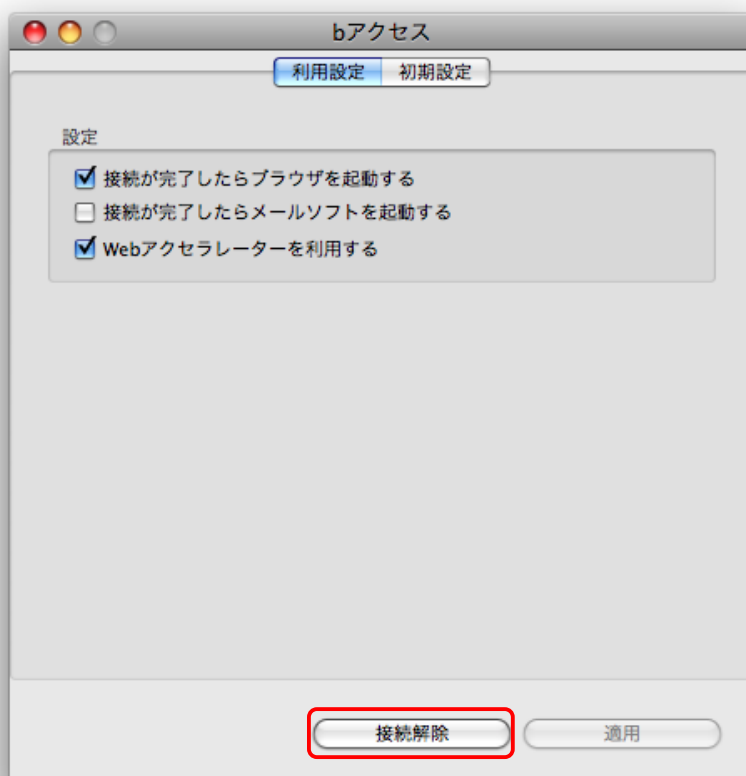 bアクセス
利用設定 初期設定
設定
接続が完了したらブラウザを起動する
接続が完了したらメールソフトを起動する
Webアクセラレーターを利用する
接続解除 適用